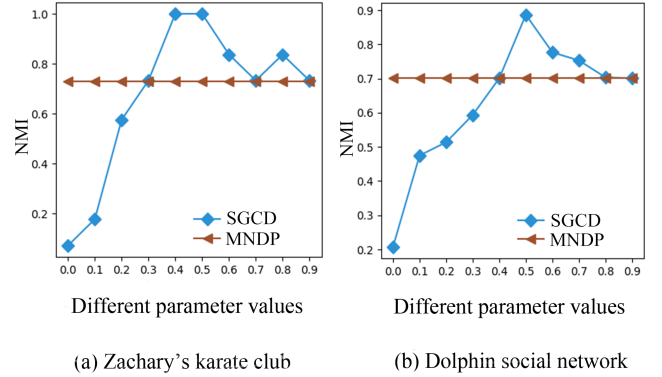 1.0
0.8
0.6
0.4
0.2
NMI
SGCD
MNDP
0.0 0.1 0.2 0.3 0.4 0.5 0.6 0.7 0.8 0.9
Different parameter values
(a) Zachary's karate club
0.9
0.8
0.7
0.6
0.5
0.4
0.3
0.2
NMI
SGCD
MNDP
0.0 0.1 0.2 0.3 0.4 0.5 0.6 0.7 0.8 0.9
Different parameter values
(b) Dolphin social network